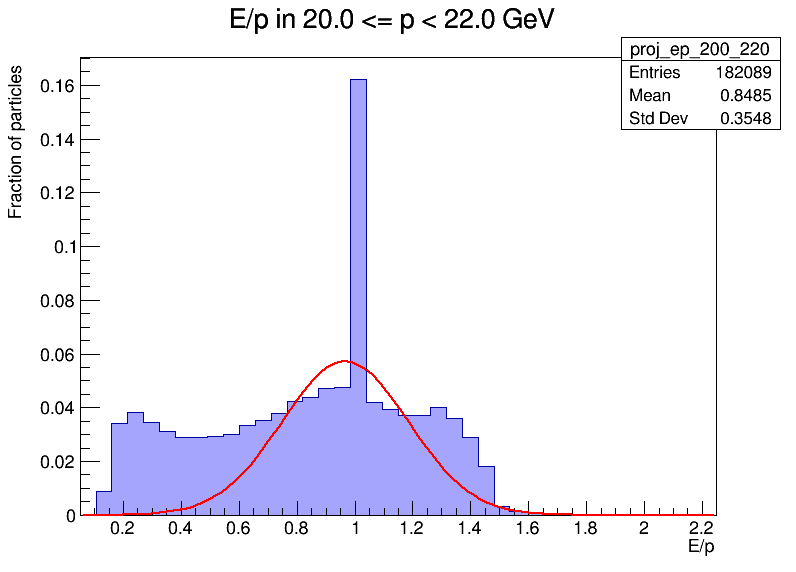 E/p in 20.0 <= p < 22.0 GeV
proj_ep_200_220
Entries 182089
Mean 0.8485
Std Dev 0.3548
Fraction of particles
0.16
0.14
0.12
0.1
0.08
0.06
0.04
0.02
0
0.2 0.4 0.6 0.8 1 1.2 1.4 1.6 1.8 2 2.2
E/p